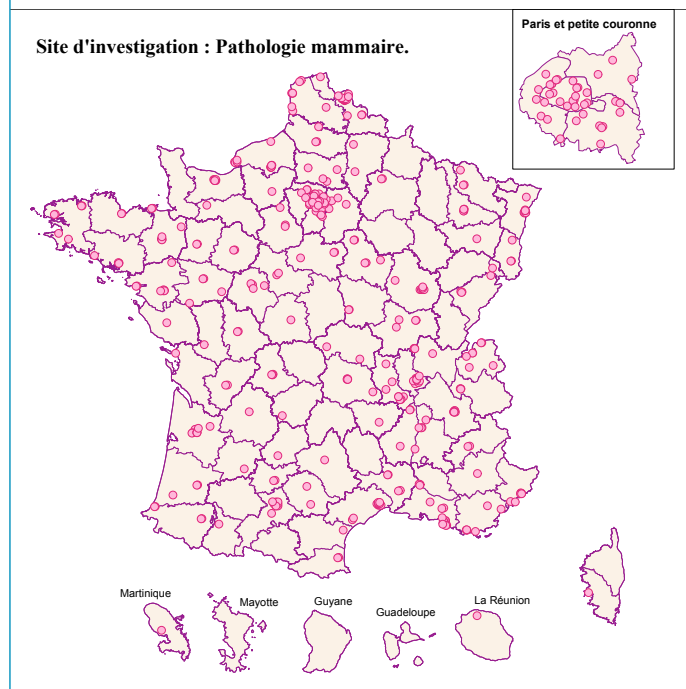 Paris et petite couronne
Site d'investigation : Pathologie mammaire.
Martinique
Mayotte
Guyane
Guadeloupe
La Réunion